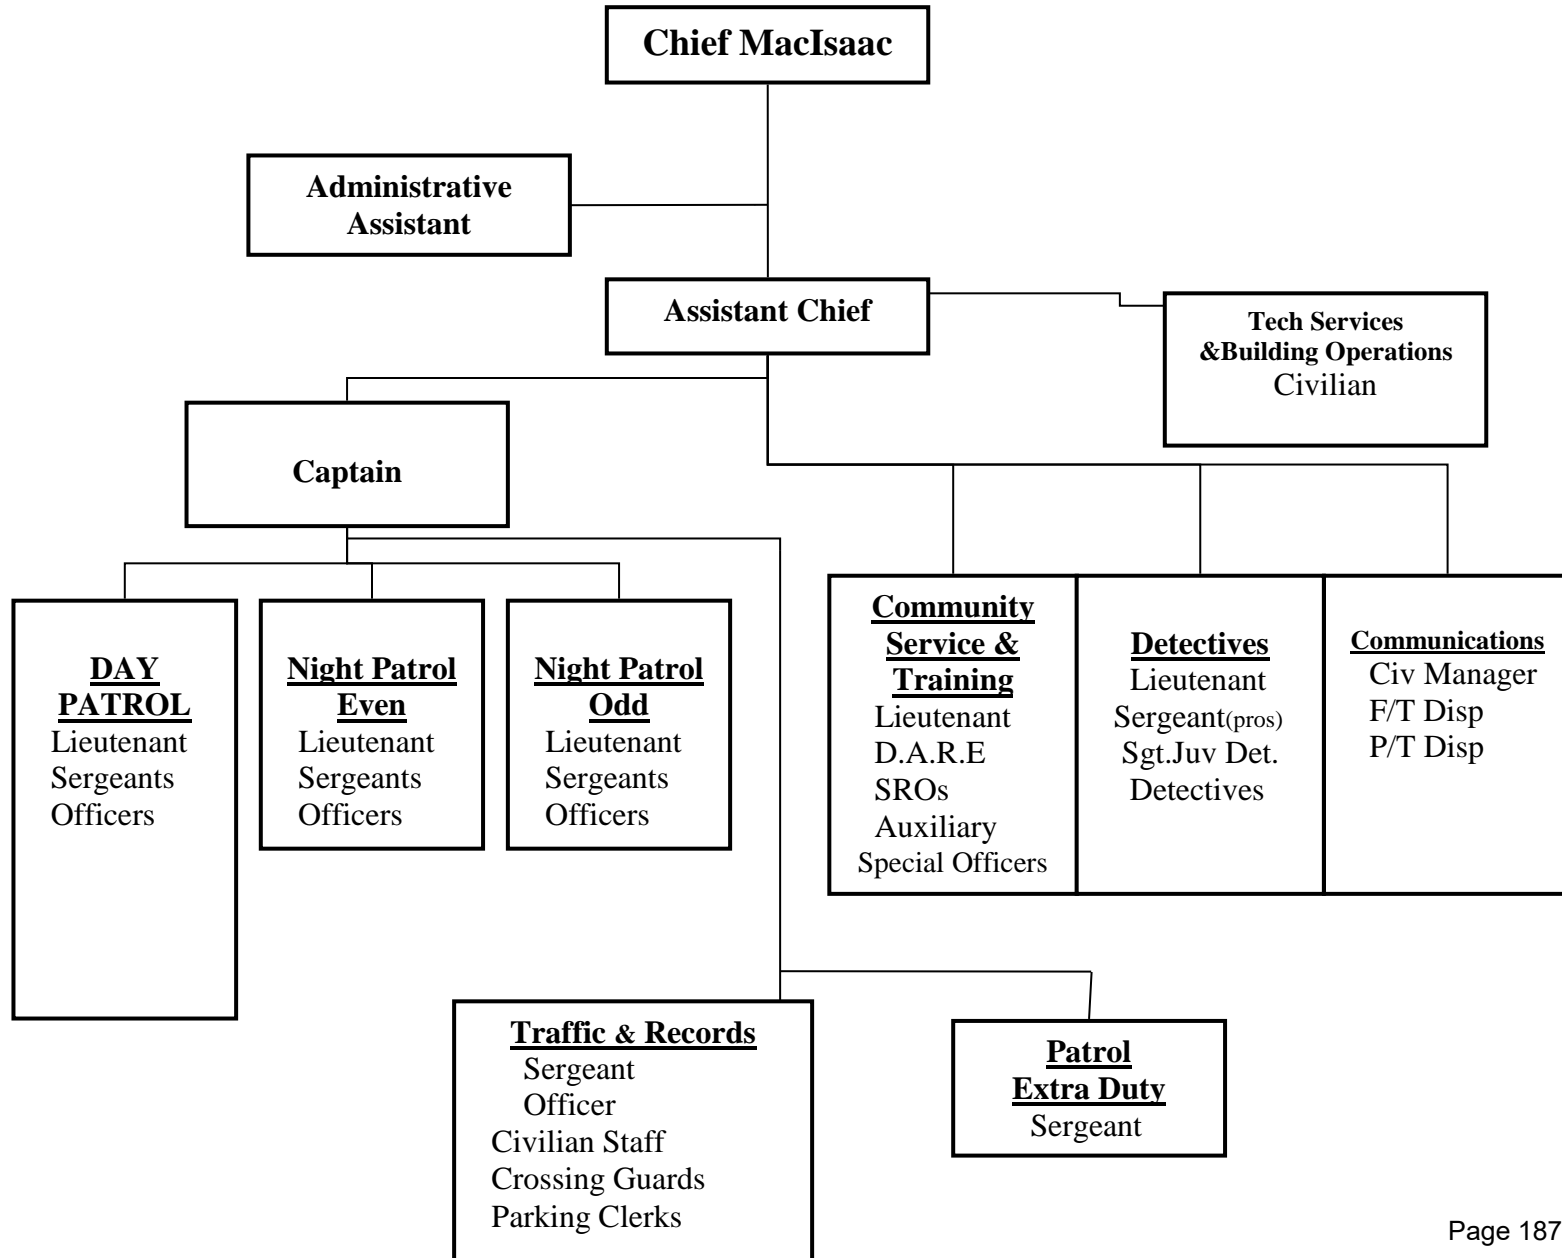 Chief MacIsaac
Administrative
Assistant
Assistant Chief
Tech Services
&Building Operations
Civilian
Captain
DAY
PATROL
Lieutenant
Sergeants
Officers
Night Patrol
Even
Lieutenant
Sergeants
Officers
Night Patrol
Odd
Lieutenant
Sergeants
Officers
Community
Service &
Training
Lieutenant
D.A.R.E
SROs
Auxiliary
Special Officers
Detectives
Lieutenant
Sergeant(pros)
Sgt.Juv Det.
Detectives
Communications
Civ Manager
F/T Disp
P/T Disp
Traffic & Records
Sergeant
Officer
Civilian Staff
Crossing Guards
Parking Clerks
Patrol
Extra Duty
Sergeant
Page 187